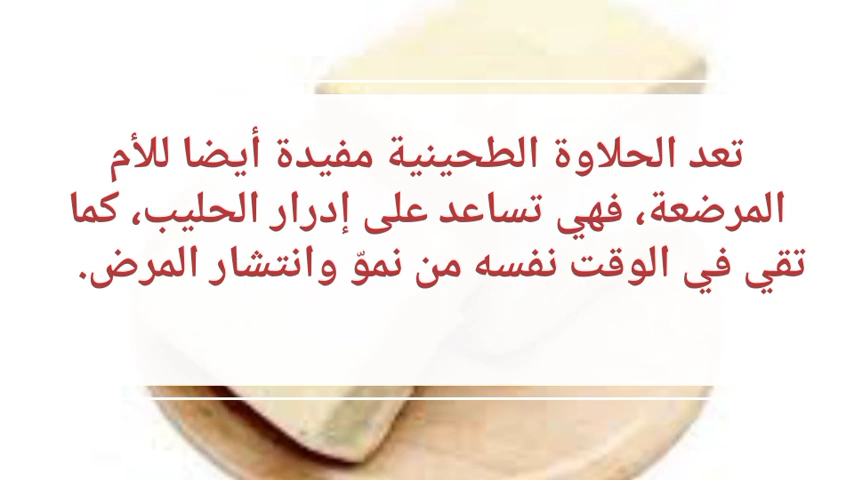 تعد الحلاوة الطحينية مفيدة أيضا للأم
المرضعة، فهي تساعد على إدرار الحليب، كما
تقي في الوقت نفسه من نموّ وانتشار المرض.